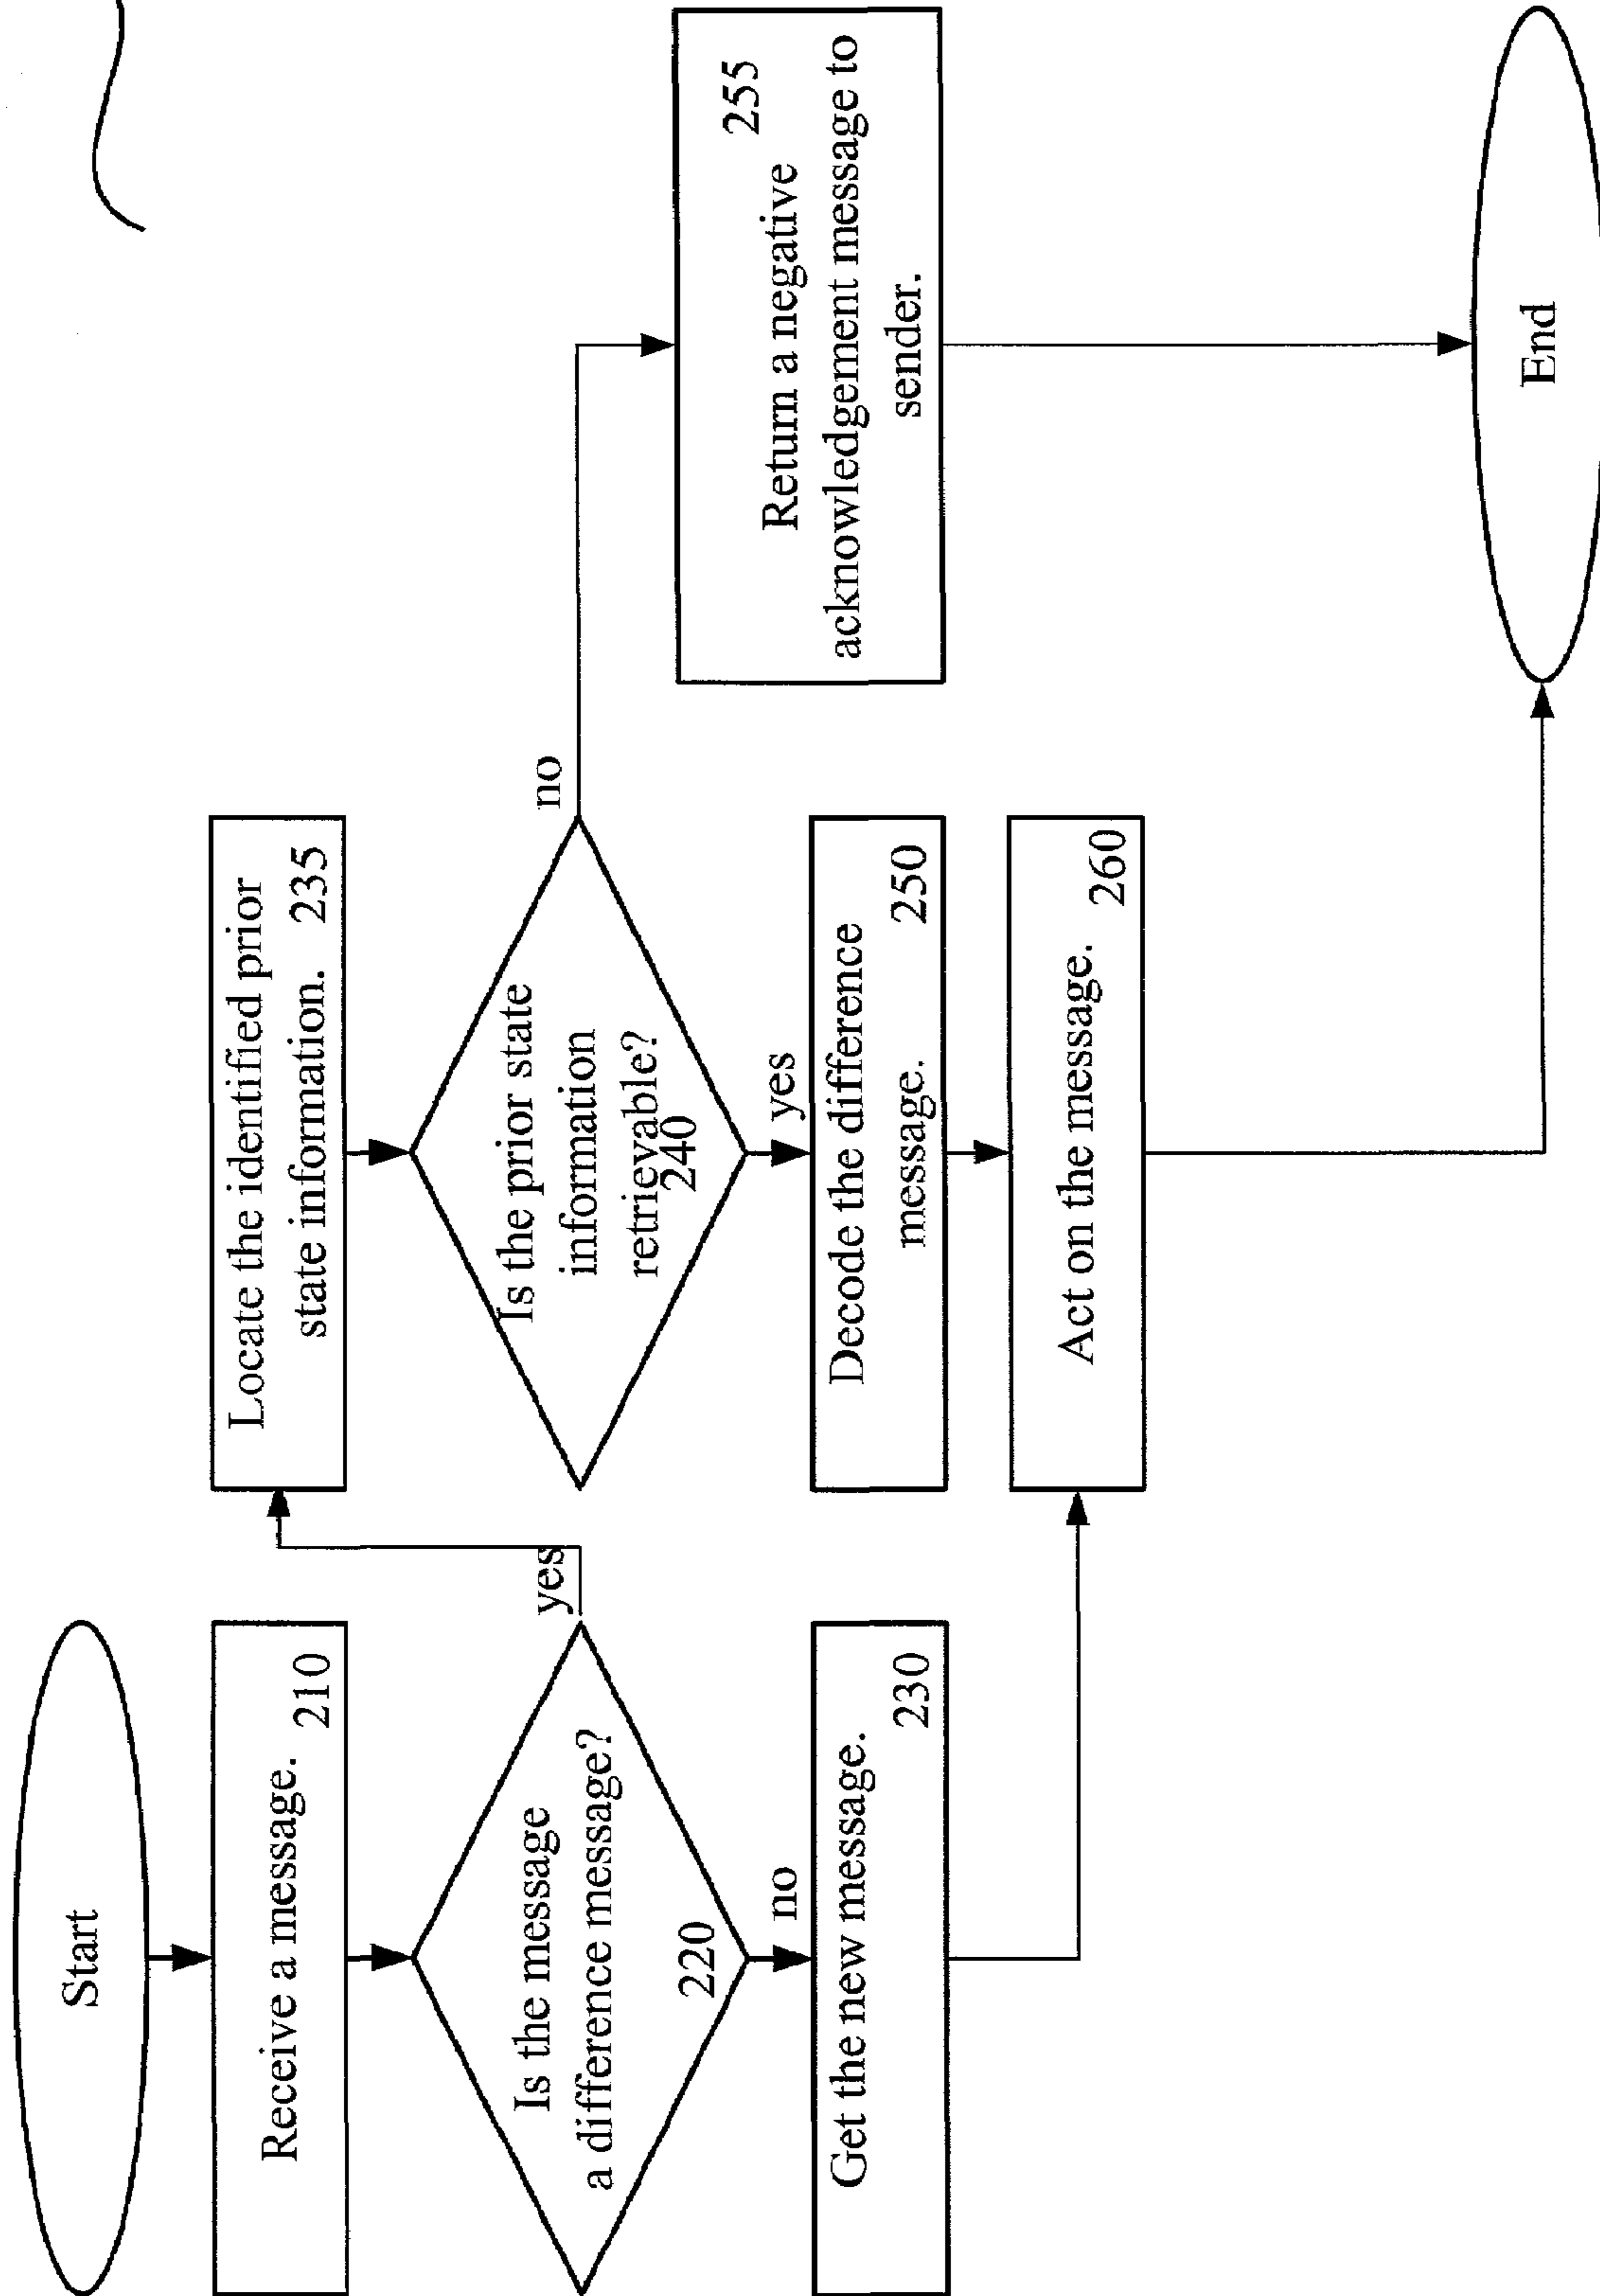 Start
Receive a message.
210
Is the message
a difference message?
220
yes
no
Get the new message.
230
Locate the identified prior
state information. 235
Is the prior state
information
retrievable?
240
no
yes
Decode the difference
message. 250
Act on the message.
260
255
Return a negative
acknowledgement message to
sender.
End